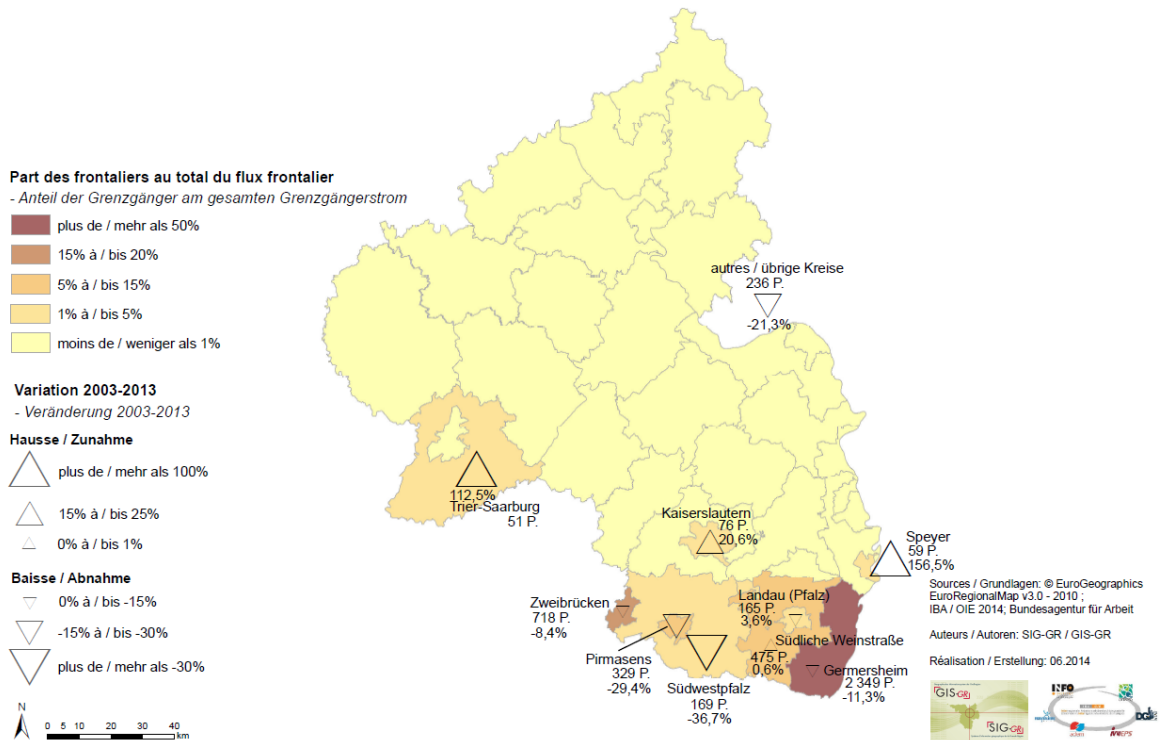 Part des frontaliers au total du flux frontalier
- Anteil der Grenzgänger am gesamten Grenzgängerstrom
plus de / mehr als 50%
15% à / bis 20%
5% à / bis 15%
1% à / bis 5%
moins de / weniger als 1%
Variation 2003-2013
- Veränderung 2003-2013
Hausse / Zunahme
plus de / mehr als 100%
15% à / bis 25%
0% à / bis 1%
Baisse / Abnahme
0% à / bis -15%
-15% à / bis -30%
plus de / mehr als -30%
N
0 5 10 20 30 40
km
autres / übrige Kreise
236 P.
-21,3%
112,5%
Trier-Saarburg
51 P.
Kaiserslautern
76 P.
20,6%
Speyer
59 P.
156,5%
Zweibrücken
718 P.
-8,4%
Landau (Pfalz)
165 P.
3,6%
Südliche Weinstraße
475 P.
0,6%
Pirmasens
329 P.
-29,4%
Südwestpfalz
169 P.
-36,7%
Germersheim
2 349 P.
-11,3%
Sources / Grundlagen: © EuroGeographics
EuroRegionalMap v3.0 - 2010 ;
IBA / OIE 2014; Bundesagentur für Arbeit
Auteurs / Autoren: SIG-GR / GIS-GR
Réalisation / Erstellung: 06.2014
GIS-GR
SIG-GR